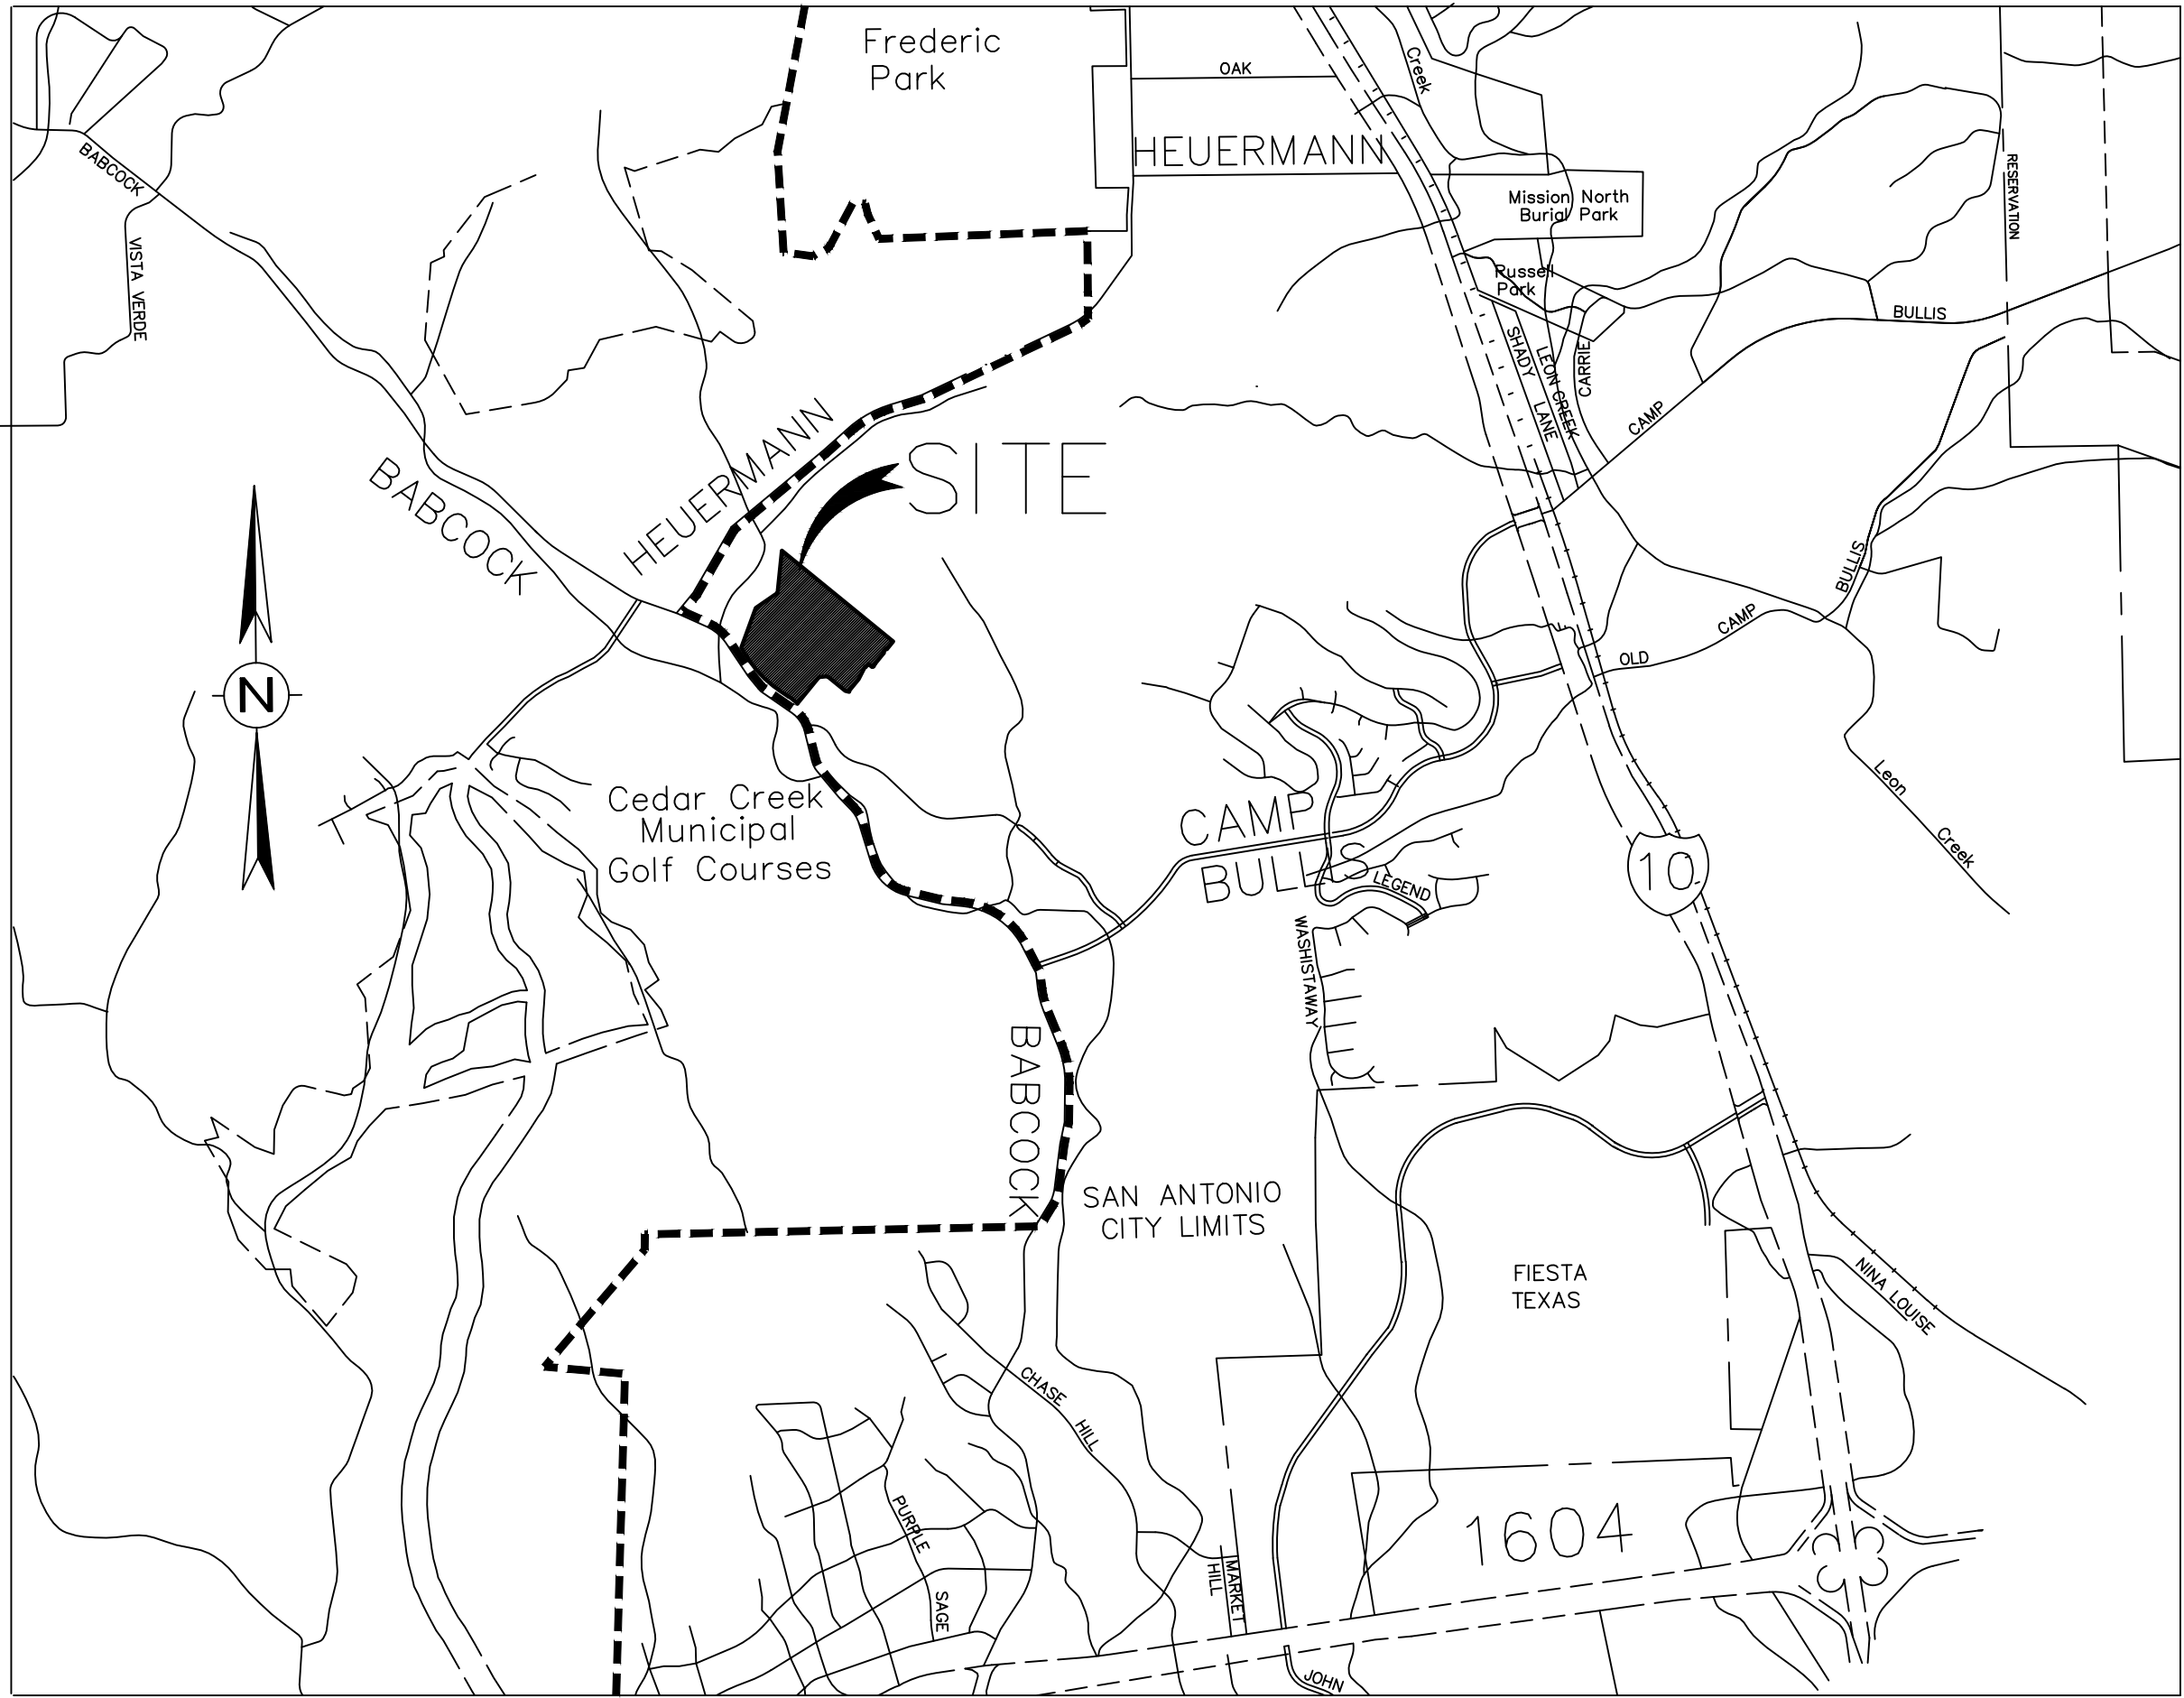 Frederic
Park
OAK
Creek
HEUERMANN
BABCOCK
Mission North
Burial Park
RESERVATION
VISTA VERDE
Russell
Park
BULLIS
SHADY
LANE
LEON CREEK
CARRIE
CAMP
HEUERMANN
SITE
BABCOCK
BULLIS
CAMP
OLD
N
Leon
Creek
Cedar Creek
Municipal
Golf Courses
CAMP
BULLIS
LEGEND
10
WASHISTAWAY
BABCOCK
SAN ANTONIO
CITY LIMITS
FIESTA
TEXAS
NINA LOUISE
CHASE
HILL
PURPLE
SAGE
1604
MARKET
HILL
JOHN